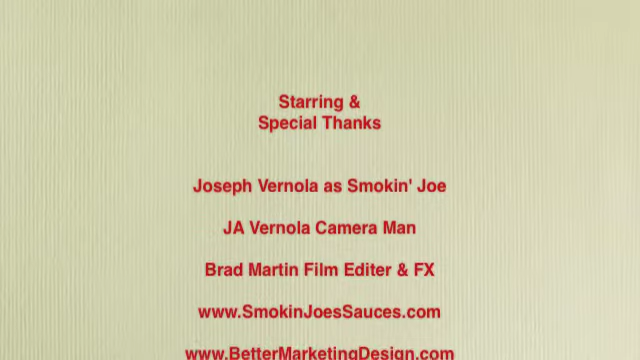 Starring &
Special Thanks
Joseph Vernola as Smokin' Joe
JA Vernola Camera Man
Brad Martin Film Editer & FX
www.SmokinJoesSauces.com
www.BetterMarketingDesign.com